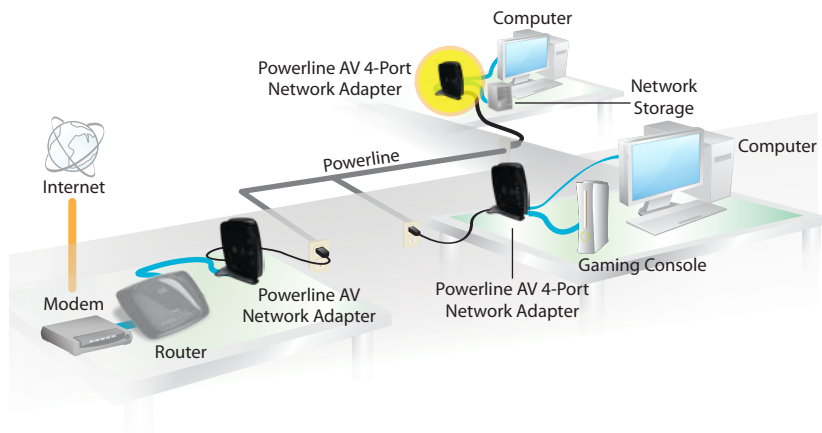 Computer
Powerline AV 4-Port
Network Adapter
Network
Storage
Computer
Powerline
Internet
Gaming Console
Powerline AV 4-Port
Network Adapter
Powerline AV
Network Adapter
Modem
Router